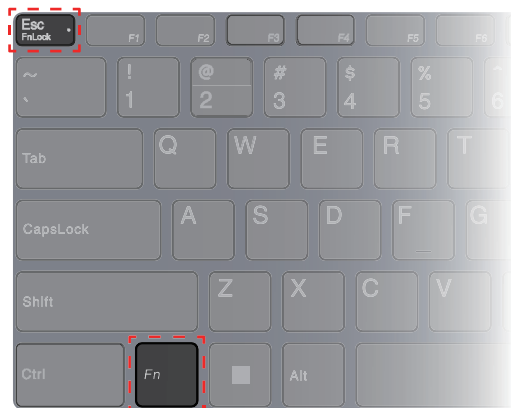 Esc
FnLock
F1 F2 F3 F4 F5 F6
~ ! @ # $ % ^
` 1 2 3 4 5 6
Tab Q W E R T
CapsLock A S D F G
Shift Z X C V
Ctrl Fn Alt